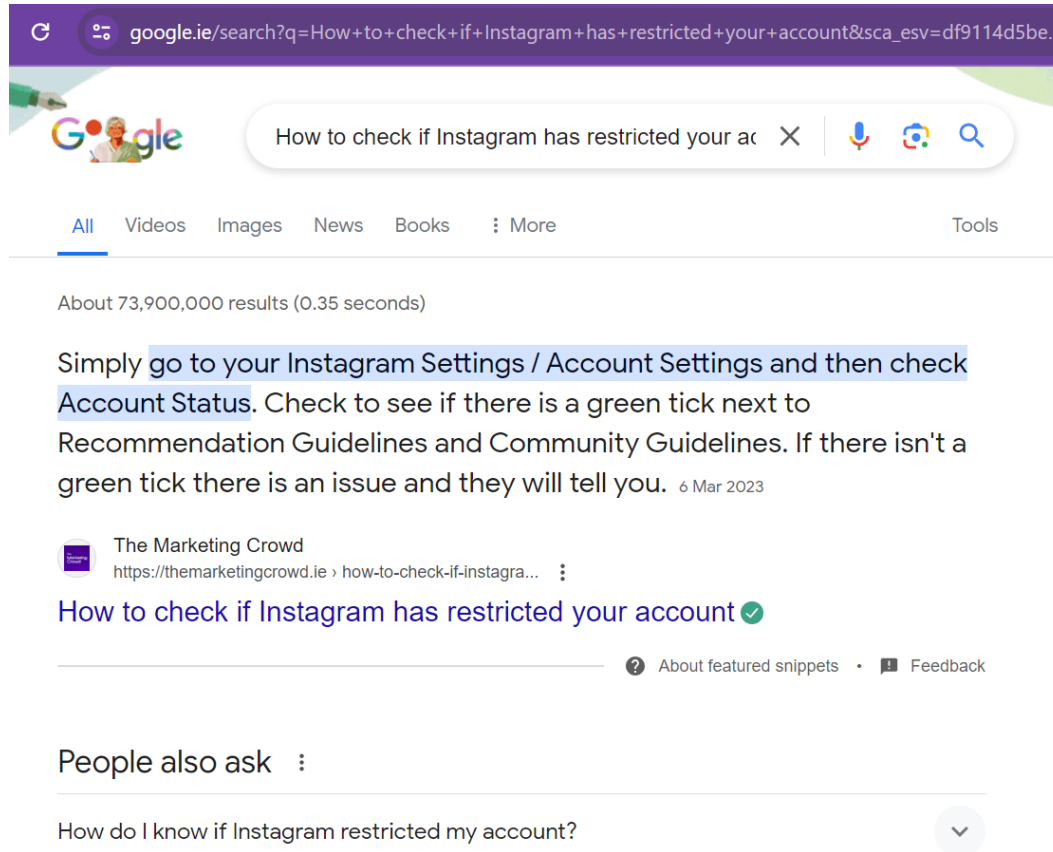 google.ie/search?q=How+to+check+if+Instagram+has+restricted+your+account&sca_esv=df9114d5be.
Google
How to check if Instagram has restricted your ac
All Videos Images News Books More Tools
About 73,900,000 results (0.35 seconds)
Simply go to your Instagram Settings / Account Settings and then check
Account Status. Check to see if there is a green tick next to
Recommendation Guidelines and Community Guidelines. If there isn't a
green tick there is an issue and they will tell you. 6 Mar 2023
The Marketing Crowd
https://themarketingcrowd.ie › how-to-check-if-instagra...
How to check if Instagram has restricted your account
About featured snippets • Feedback
People also ask
How do I know if Instagram restricted my account?